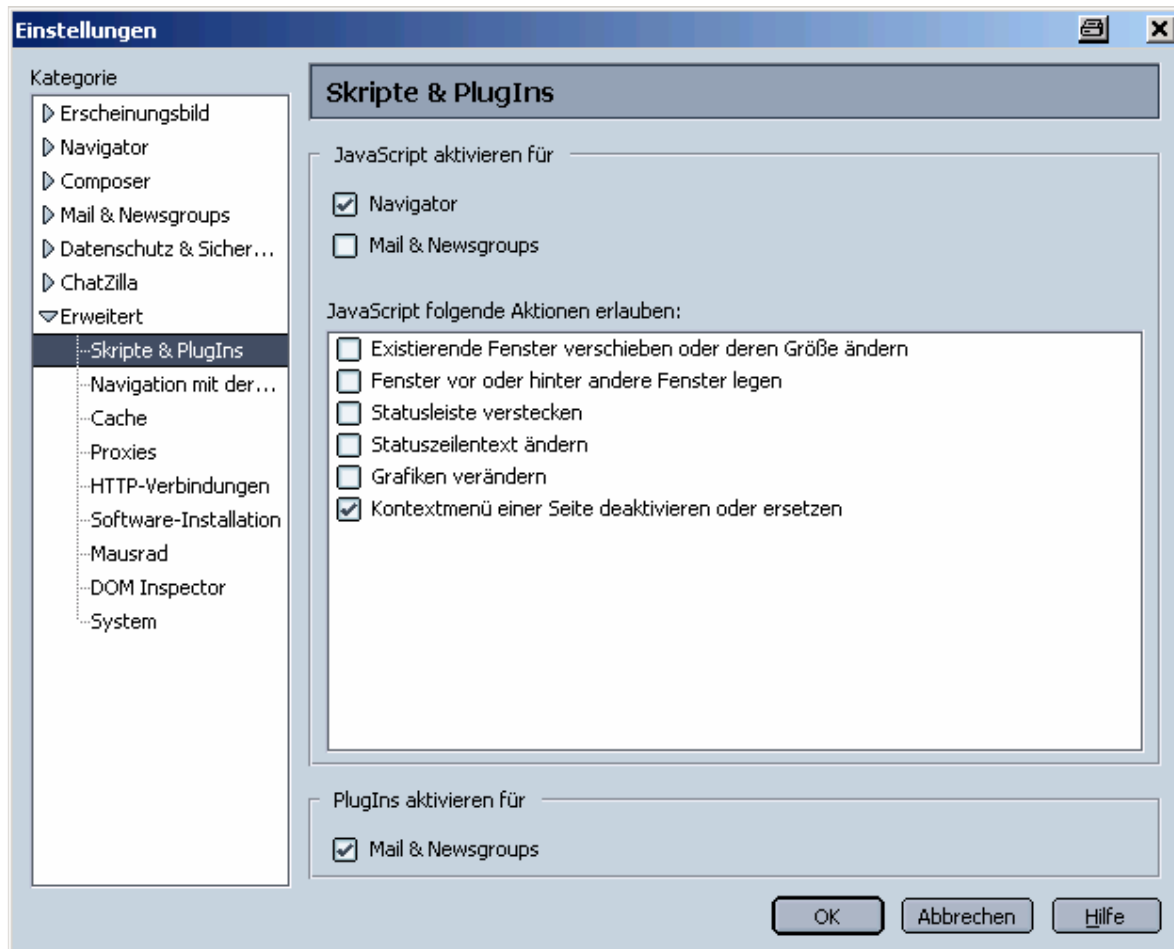 Einstellungen
Kategorie
Erscheinungsbild
Navigator
Composer
Mail & Newsgroups
Datenschutz & Sicher...
ChatZilla
Erweitert
Skripte & PlugIns
Navigation mit der...
Cache
Proxies
HTTP-Verbindungen
Software-Installation
Mausrad
DOM Inspector
System
Skripte & PlugIns
JavaScript aktivieren für
Navigator
Mail & Newsgroups
JavaScript folgende Aktionen erlauben:
Existierende Fenster verschieben oder deren Größe ändern
Fenster vor oder hinter andere Fenster legen
Statusleiste verstecken
Statuszeilentext ändern
Grafiken verändern
Kontextmenü einer Seite deaktivieren oder ersetzen
PlugIns aktivieren für
Mail & Newsgroups
OK
Abbrechen
Hilfe